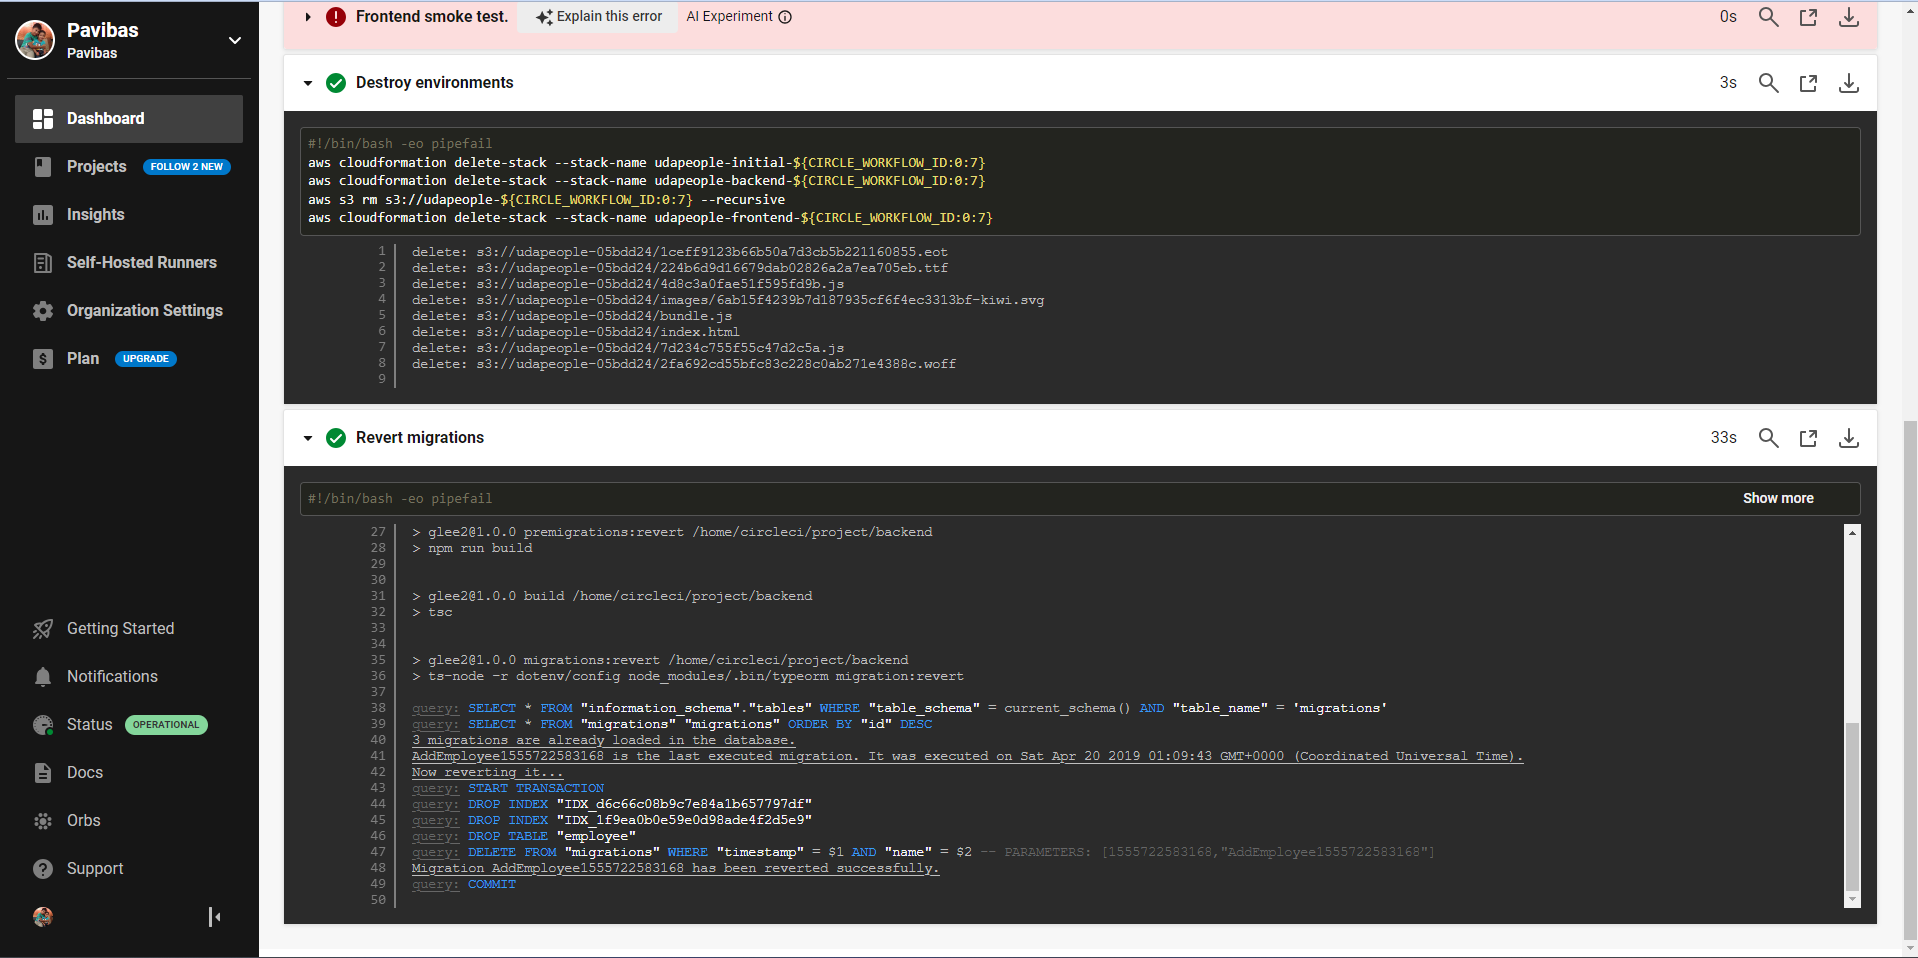 Pavibas
Pavibas
Dashboard
Projects FOLLOW 2 NEW
Insights
Self-Hosted Runners
Organization Settings
Plan UPGRADE
Getting Started
Notifications
Status OPERATIONAL
Docs
Orbs
Support
Frontend smoke test. Explain this error AI Experiment 0s
Destroy environments 3s
#!/bin/bash -eo pipefail
aws cloudformation delete-stack --stack-name udapeople-initial-${CIRCLE_WORKFLOW_ID:0:7}
aws cloudformation delete-stack --stack-name udapeople-backend-${CIRCLE_WORKFLOW_ID:0:7}
aws s3 rm s3://udapeople-${CIRCLE_WORKFLOW_ID:0:7} --recursive
aws cloudformation delete-stack --stack-name udapeople-frontend-${CIRCLE_WORKFLOW_ID:0:7}
1 delete: s3://udapeople-05bdd24/1ceff9123b66b50a7d3cb5b221160855.eot
2 delete: s3://udapeople-05bdd24/224b6d9d16679dab02826a2a7ea705eb.ttf
3 delete: s3://udapeople-05bdd24/4d8c3a0fae51f595fd9b.js
4 delete: s3://udapeople-05bdd24/images/6ab15f4239b7d187935cf6f4ec3313bf-kiwi.svg
5 delete: s3://udapeople-05bdd24/bundle.js
6 delete: s3://udapeople-05bdd24/index.html
7 delete: s3://udapeople-05bdd24/7d234c755f55c47d2c5a.js
8 delete: s3://udapeople-05bdd24/2fa692cd55bfc83c228c0ab271e4388c.woff
9
Revert migrations 33s
#!/bin/bash -eo pipefail Show more
27 > glee2@1.0.0 premigrations:revert /home/circleci/project/backend
28 > npm run build
29
30
31 > glee2@1.0.0 build /home/circleci/project/backend
32 > tsc
33
34
35 > glee2@1.0.0 migrations:revert /home/circleci/project/backend
36 > ts-node -r dotenv/config node_modules/.bin/typeorm migration:revert
37
38 query: SELECT * FROM "information_schema"."tables" WHERE "table_schema" = current_schema() AND "table_name" = 'migrations'
39 query: SELECT * FROM "migrations" "migrations" ORDER BY "id" DESC
40 3 migrations are already loaded in the database.
41 AddEmployee1555722583168 is the last executed migration. It was executed on Sat Apr 20 2019 01:09:43 GMT+0000 (Coordinated Universal Time).
42 Now reverting it...
43 query: START TRANSACTION
44 query: DROP INDEX "IDX_d6c66c08b9c7e84a1b657797df"
45 query: DROP INDEX "IDX_1f9ea0b0e59e0d98ade4f2d5e9"
46 query: DROP TABLE "employee"
47 query: DELETE FROM "migrations" WHERE "timestamp" = $1 AND "name" = $2 -- PARAMETERS: [1555722583168,"AddEmployee1555722583168"]
48 Migration AddEmployee1555722583168 has been reverted successfully.
49 query: COMMIT
50